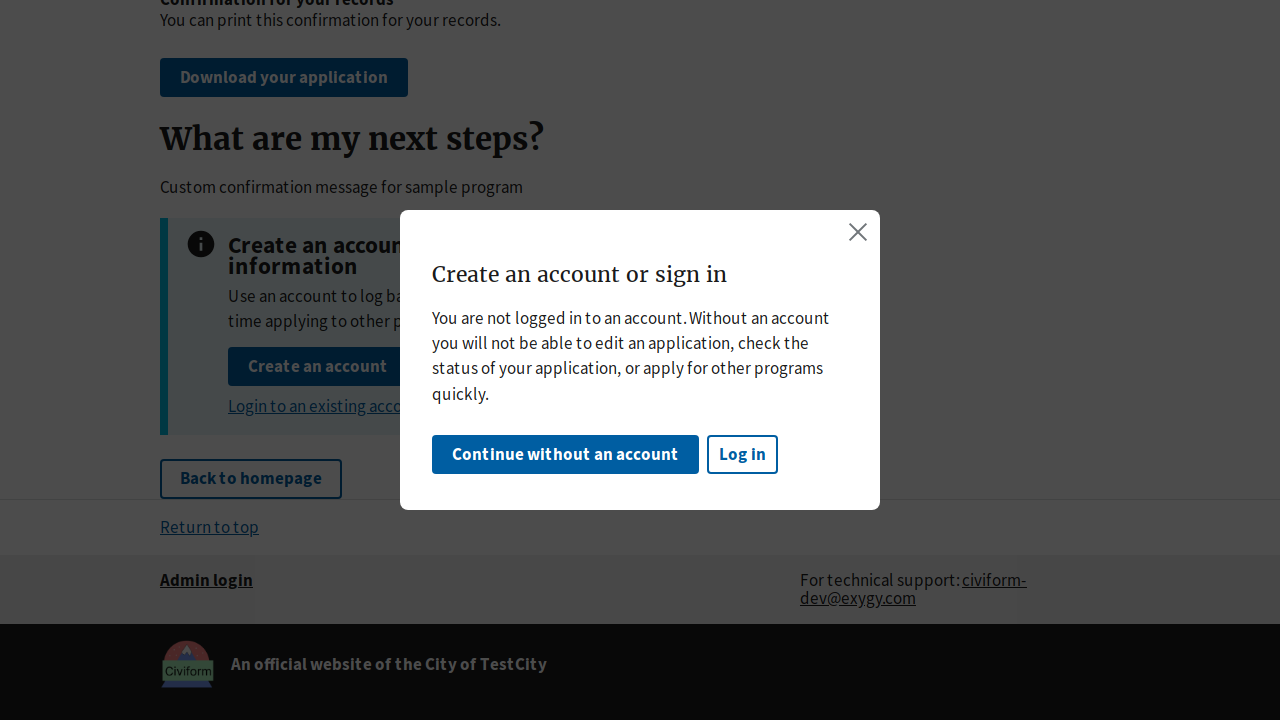 Confirmation for your records
You can print this confirmation for your records.
Download your application
What are my next steps?
Custom confirmation message for sample program
Create an accoun
information
Use an account to log ba
time applying to other p
Create an account
Login to an existing acco
Back to homepage
Create an account or sign in
You are not logged in to an account. Without an account
you will not be able to edit an application, check the
status of your application, or apply for other programs
quickly.
Continue without an account
Log in
Return to top
Admin login
For technical support: civiform-
dev@exygy.com
Civiform
An official website of the City of TestCity